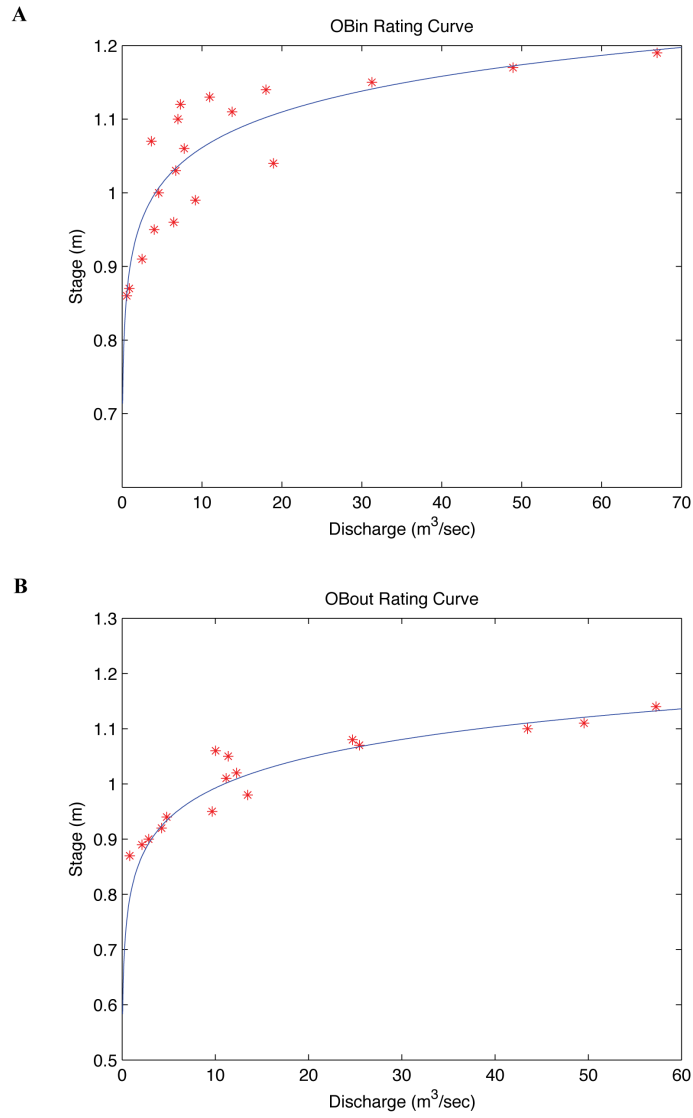 A
OBin Rating Curve
1.2
1.1
1
0.9
0.8
0.7
Stage (m)
0 10 20 30 40 50 60 70
Discharge (m³/sec)
B
OBout Rating Curve
1.3
1.2
1.1
1
0.9
0.8
0.7
0.6
0.5
Stage (m)
0 10 20 30 40 50 60
Discharge (m³/sec)